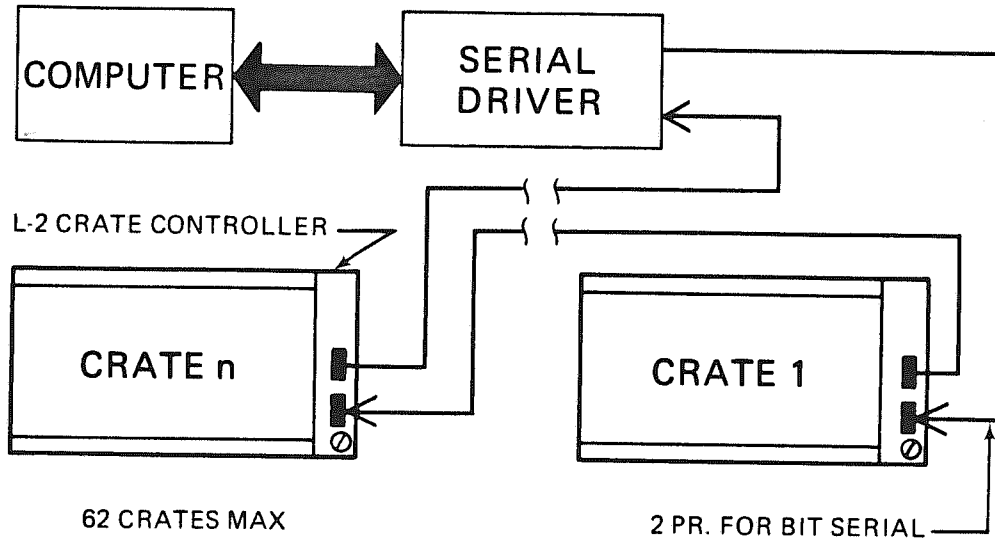 COMPUTER
SERIAL
DRIVER
L-2 CRATE CONTROLLER
CRATE n
CRATE 1
62 CRATES MAX
2 PR. FOR BIT SERIAL